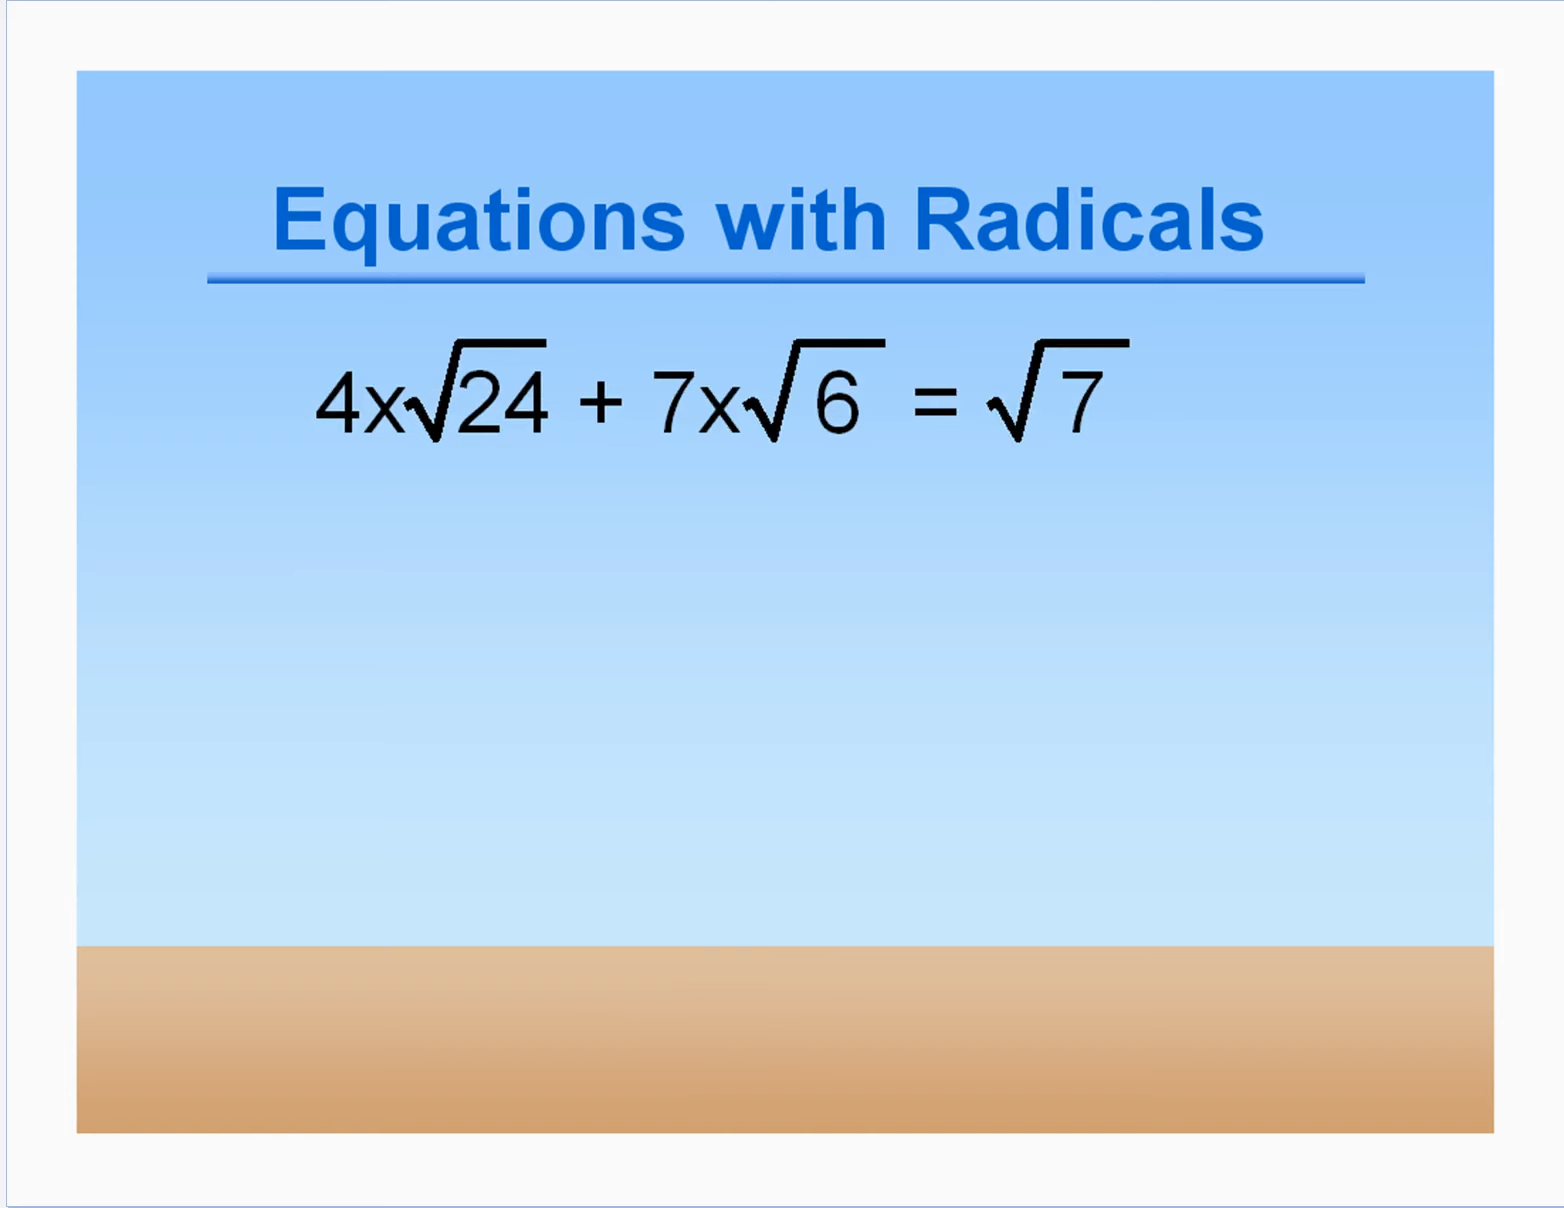 Equations with Radicals
4x√24 + 7x√6 = √7